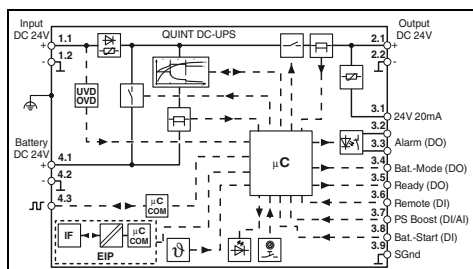 Input
DC 24V
+
1.1
1.2
-
QUINT DC-UPS
Output
DC 24V
2.1
+
2.2
-
UVD
OVD
3.1
24V 20mA
3.2
3.3
Alarm (DO)
Battery
DC 24V
+
4.1
4.2
-
4.3
µC
3.4
Bat.-Mode (DO)
3.5
Ready (DO)
3.6
Remote (DI)
3.7
PS Boost (DI/AI)
3.8
Bat.-Start (DI)
3.9
SGnd
µC
COM
IF
µC
COM
EIP
ϑ